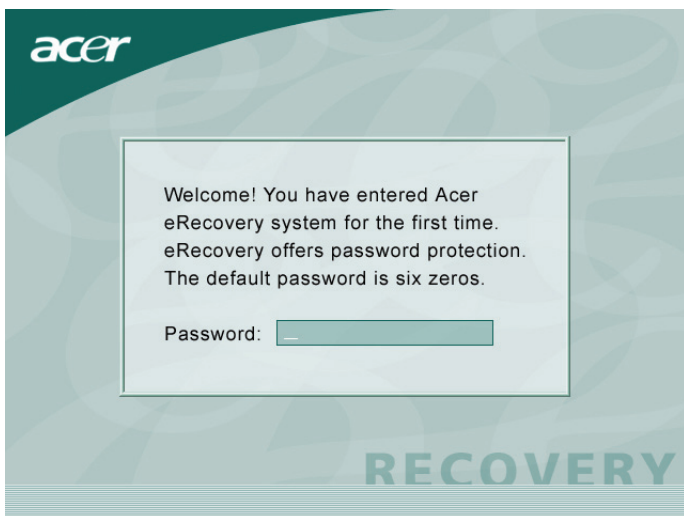 acer
Welcome! You have entered Acer
eRecovery system for the first time.
eRecovery offers password protection.
The default password is six zeros.
Password: _
RECOVERY